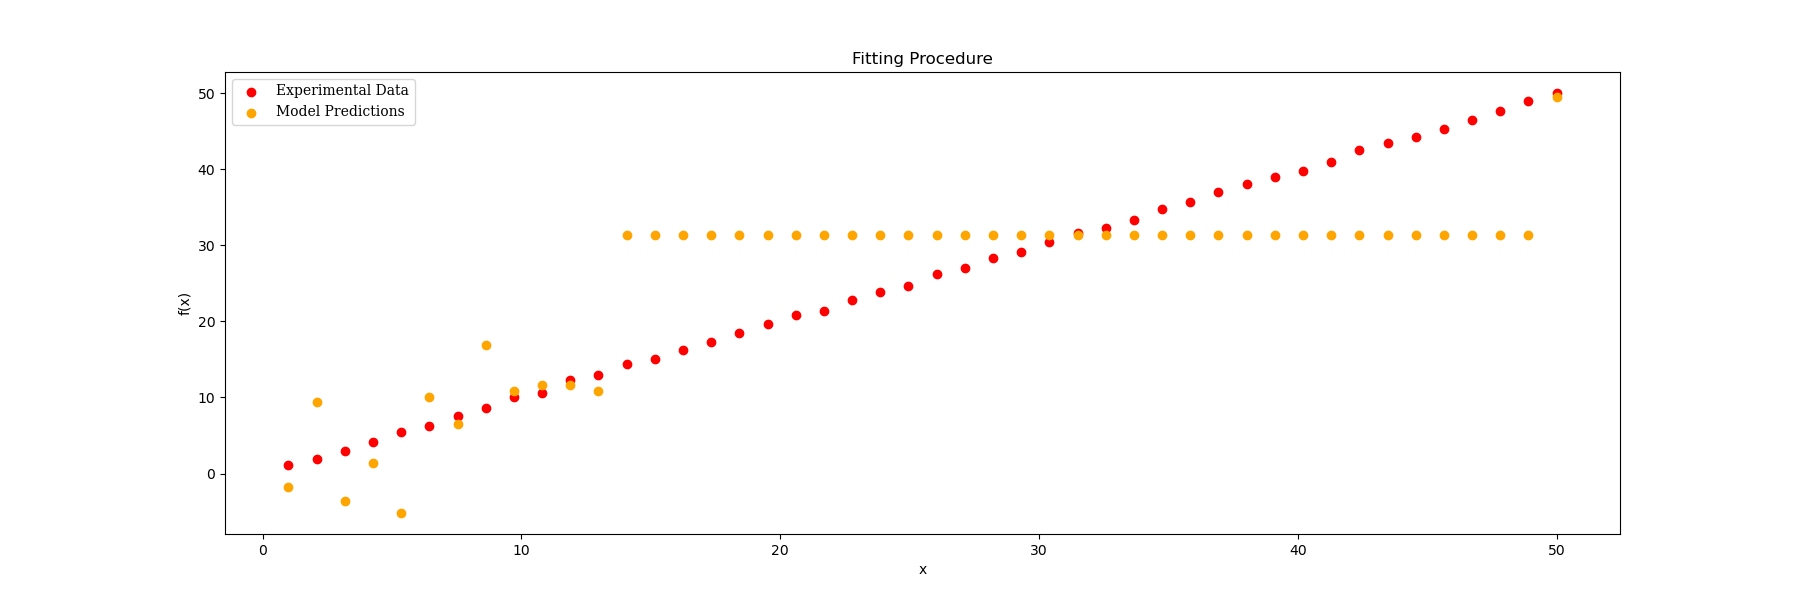 Fitting Procedure
Experimental Data
Model Predictions
f(x)
50
40
30
20
10
0
0 10 20 30 40 50
x